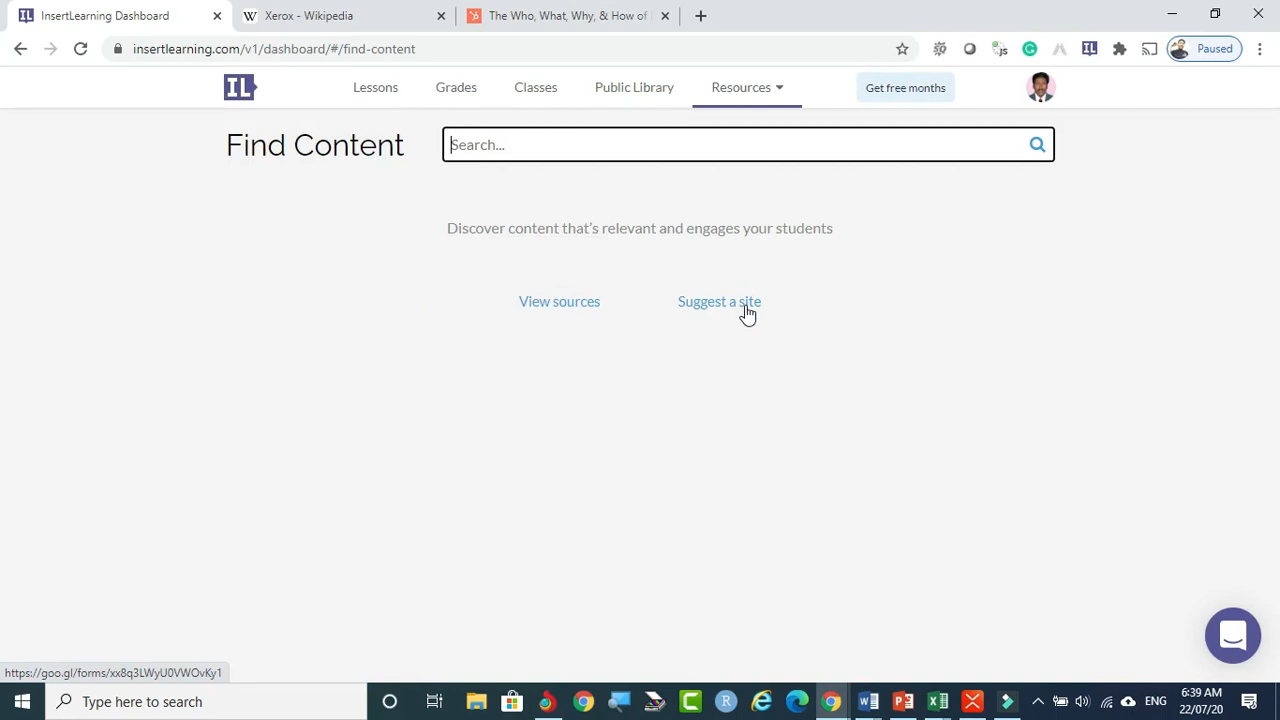 InsertLearning Dashboard
Xerox - Wikipedia
The Who, What, Why, & How of
insertlearning.com/v1/dashboard/#/find-content
JS
Paused
IL
Lessons
Grades
Classes
Public Library
Resources
Get free months
Find Content
Search...
Discover content that's relevant and engages your students
View sources
Suggest a site
https://goo.gl/forms/xx8q3LWyU0VWOvKy1
Type here to search
ENG
6:39 AM
22/07/20